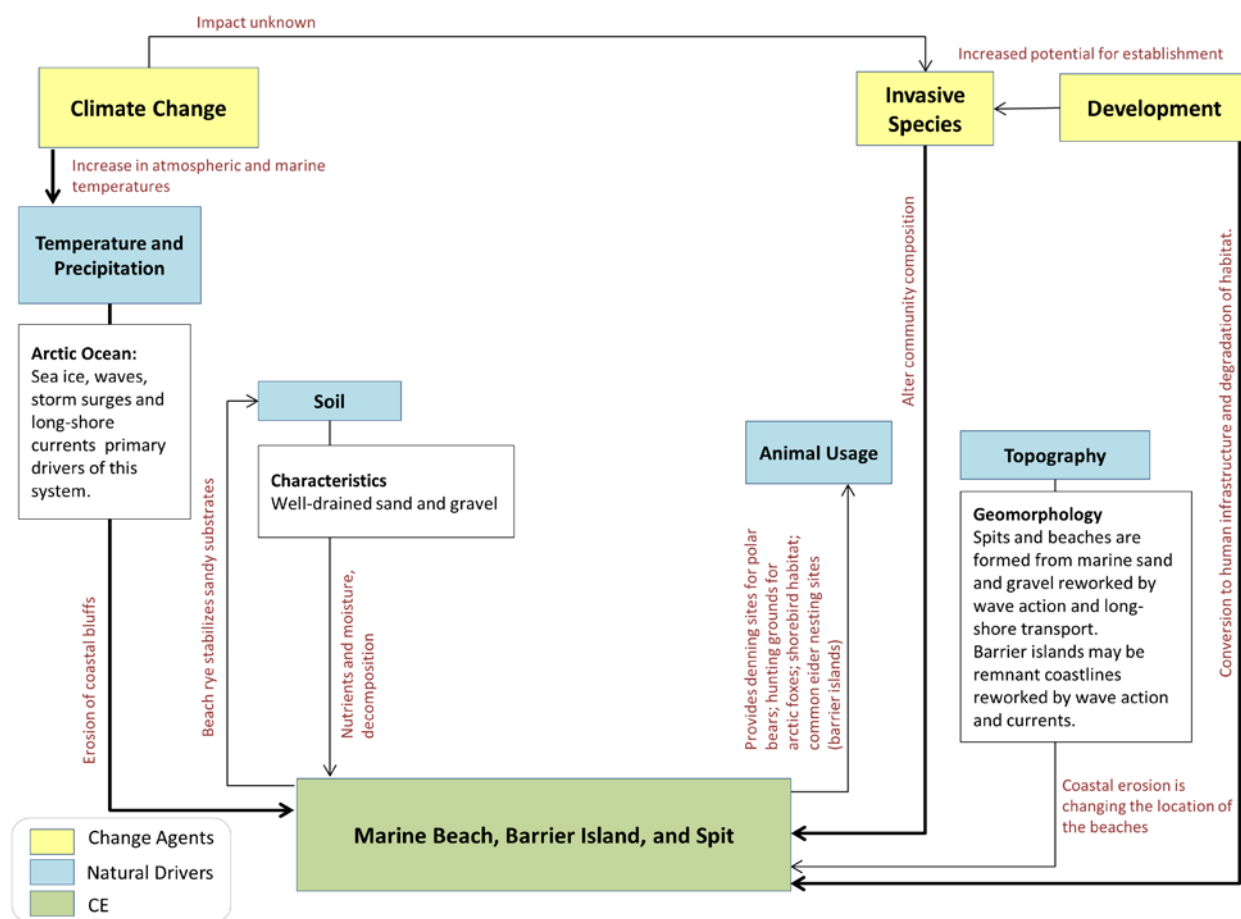 Impact unknown
Increased potential for establishment
Climate Change
Invasive
Species
Development
Increase in atmospheric and marine
temperatures
Temperature and
Precipitation
Arctic Ocean:
Sea ice, waves,
storm surges and
long-shore
currents primary
drivers of this
system.
Erosion of coastal bluffs
Beach rye stabilizes sandy substrates
Soil
Characteristics
Well-drained sand and gravel
Nutrients and moisture,
decomposition
Animal Usage
Provides denning sites for polar
bears; hunting grounds for
arctic foxes; shorebird habitat;
common eider nesting sites
(barrier islands)
Alter community composition
Topography
Geomorphology
Spits and beaches are
formed from marine sand
and gravel reworked by
wave action and long-
shore transport.
Barrier islands may be
remnant coastlines
reworked by wave action
and currents.
Conversion to human infrastructure and degradation of habitat.
Coastal erosion is
changing the location of
the beaches
Marine Beach, Barrier Island, and Spit
Change Agents
Natural Drivers
CE